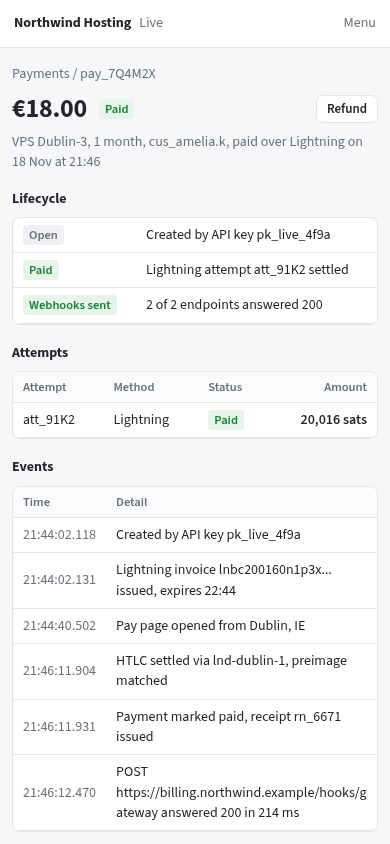 Northwind Hosting Live Menu
Payments / pay_7Q4M2X
€18.00 Paid Refund
VPS Dublin-3, 1 month, cus_amelia.k, paid over Lightning on
18 Nov at 21:46
Lifecycle
Open Created by API key pk_live_4f9a
Paid Lightning attempt att_91K2 settled
Webhooks sent 2 of 2 endpoints answered 200
Attempts
Attempt Method Status Amount
att_91K2 Lightning Paid 20,016 sats
Events
Time Detail
21:44:02.118 Created by API key pk_live_4f9a
21:44:02.131 Lightning invoice lnbc200160n1p3x...
issued, expires 22:44
21:44:40.502 Pay page opened from Dublin, IE
21:46:11.904 HTLC settled via lnd-dublin-1, preimage
matched
21:46:11.931 Payment marked paid, receipt rn_6671
issued
21:46:12.470 POST
https://billing.northwind.example/hooks/g
ateway answered 200 in 214 ms